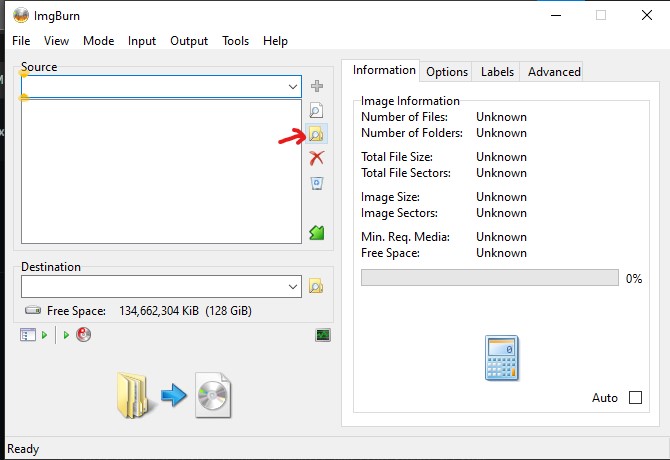 ImgBurn
File View Mode Input Output Tools Help
Source
Destination
Free Space: 134,662,304 KiB (128 GiB)
Information Options Labels Advanced
Image Information
Number of Files: Unknown
Number of Folders: Unknown
Total File Size: Unknown
Total File Sectors: Unknown
Image Size: Unknown
Image Sectors: Unknown
Min. Req. Media: Unknown
Free Space: Unknown
0%
0
Auto
Ready